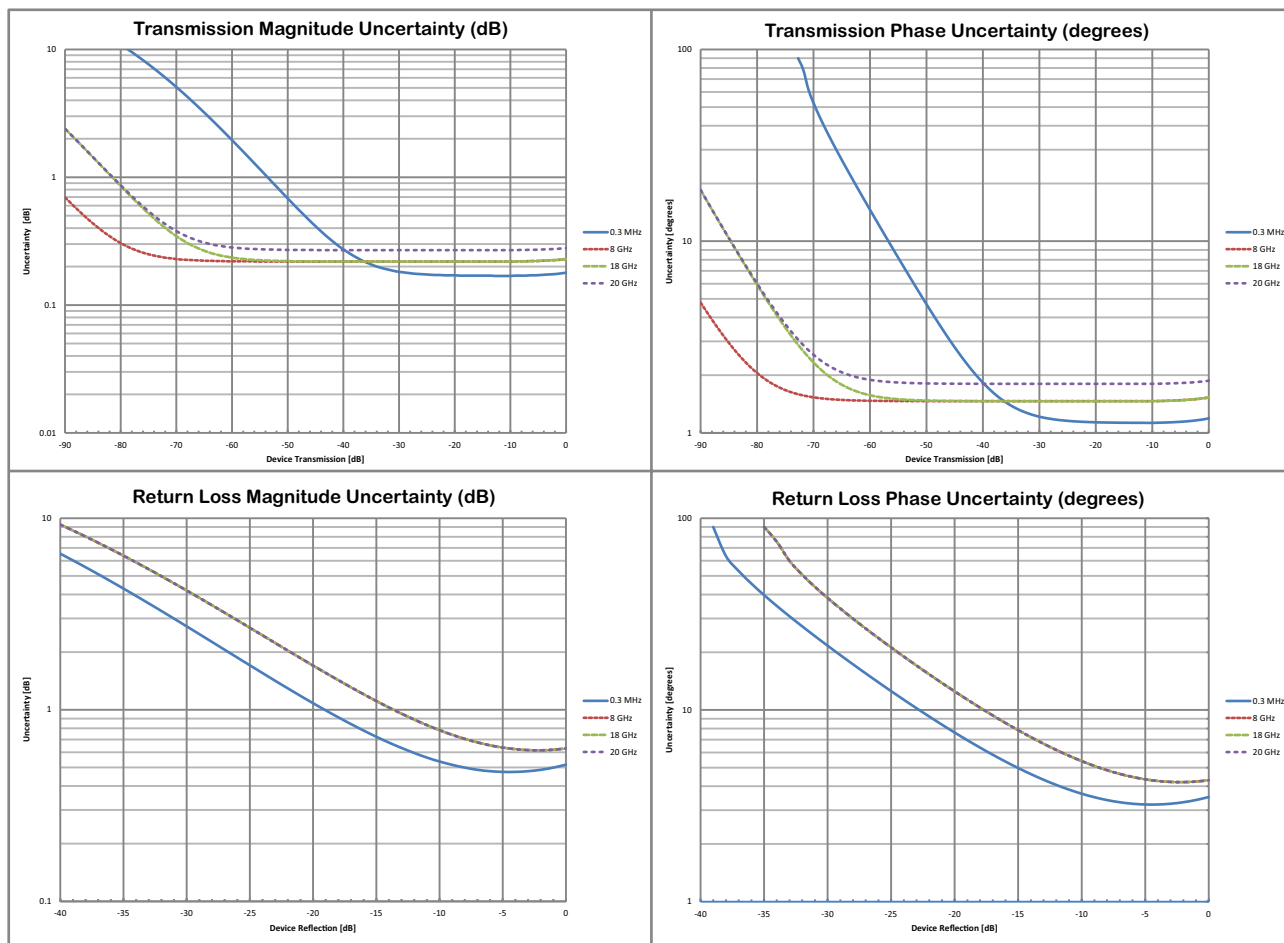 Transmission Magnitude Uncertainty (dB)
10
1
0.1
0.01
Uncertainty [dB]
-90 -80 -70 -60 -50 -40 -30 -20 -10 0
Device Transmission [dB]
0.3 MHz
8 GHz
18 GHz
20 GHz
Transmission Phase Uncertainty (degrees)
100
10
1
Uncertainty [degrees]
-90 -80 -70 -60 -50 -40 -30 -20 -10 0
Device Transmission [dB]
0.3 MHz
8 GHz
18 GHz
20 GHz
Return Loss Magnitude Uncertainty (dB)
10
1
0.1
Uncertainty [dB]
-40 -35 -30 -25 -20 -15 -10 -5 0
Device Reflection [dB]
0.3 MHz
8 GHz
18 GHz
20 GHz
Return Loss Phase Uncertainty (degrees)
100
10
1
Uncertainty [degrees]
-40 -35 -30 -25 -20 -15 -10 -5 0
Device Reflection [dB]
0.3 MHz
8 GHz
18 GHz
20 GHz